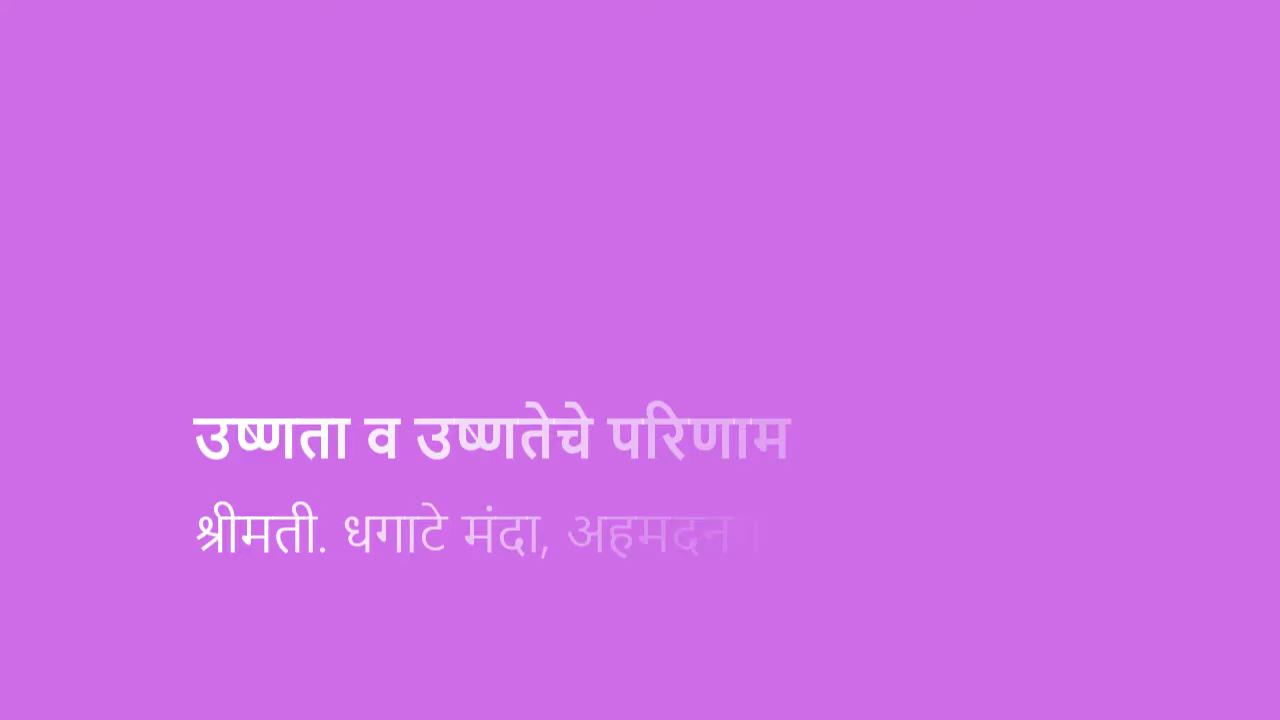 उष्णता व उष्णतेचे परिणाम
श्रीमती. धगाटे मंदा,